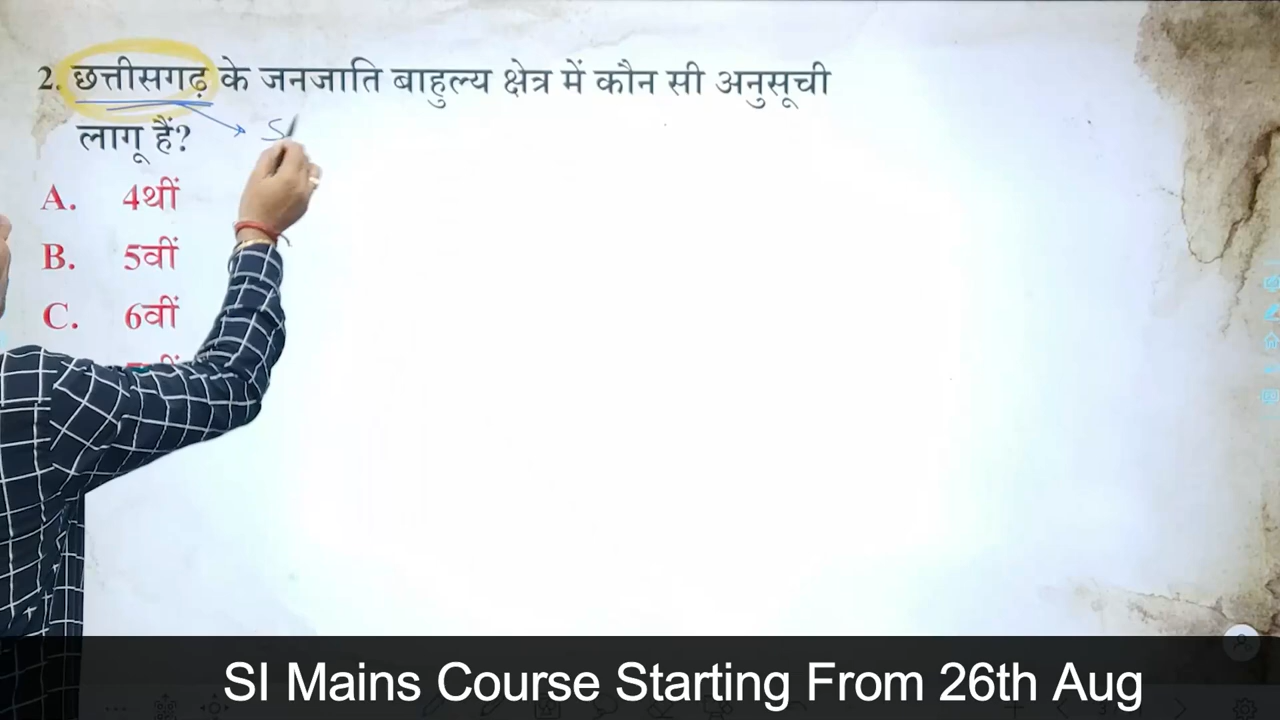 2. छत्तीसगढ़ के जनजाति बाहुल्य क्षेत्र में कौन सी अनुसूची
लागू हैं?
A. 4थीं
B. 5वीं
C. 6वीं
SI Mains Course Starting From 26th Aug